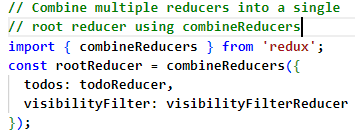 // Combine multiple reducers into a single
// root reducer using combineReducers
import { combineReducers } from 'redux';
const rootReducer = combineReducers({
  todos: todoReducer,
  visibilityFilter: visibilityFilterReducer
});